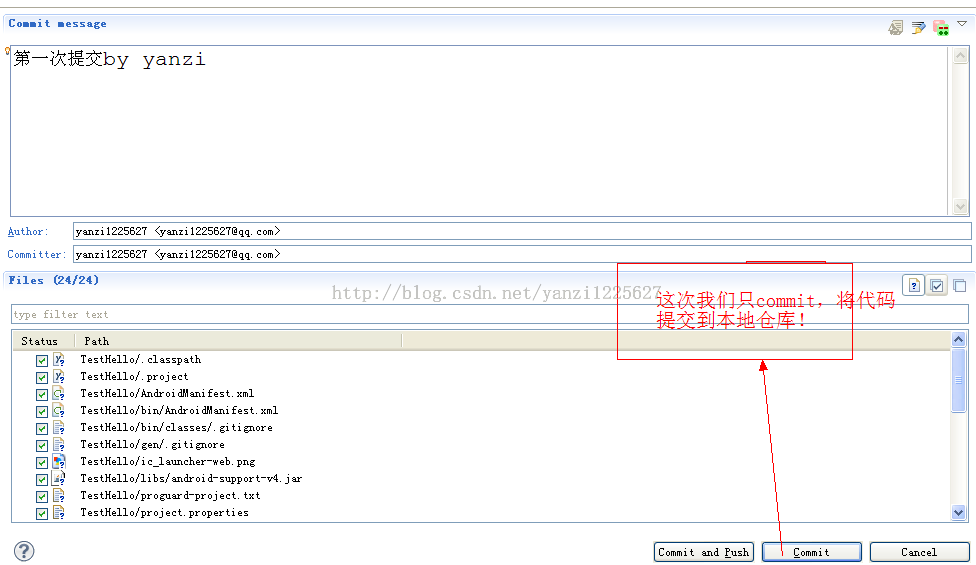 Commit message
第一次提交by yanzi
Author: yanzi1225627 <yanzi1225627@qq.com>
Committer: yanzi1225627 <yanzi1225627@qq.com>
Files (24/24)
http://blog.csdn.net/yanzi1225627
这次我们只commit，将代码
提交到本地仓库！
type filter text
Status Path
TestHello/.classpath
TestHello/.project
TestHello/AndroidManifest.xml
TestHello/bin/AndroidManifest.xml
TestHello/bin/classes/.gitignore
TestHello/gen/.gitignore
TestHello/ic_launcher-web.png
TestHello/libs/android-support-v4.jar
TestHello/proguard-project.txt
TestHello/project.properties
Commit and Push Commit Cancel